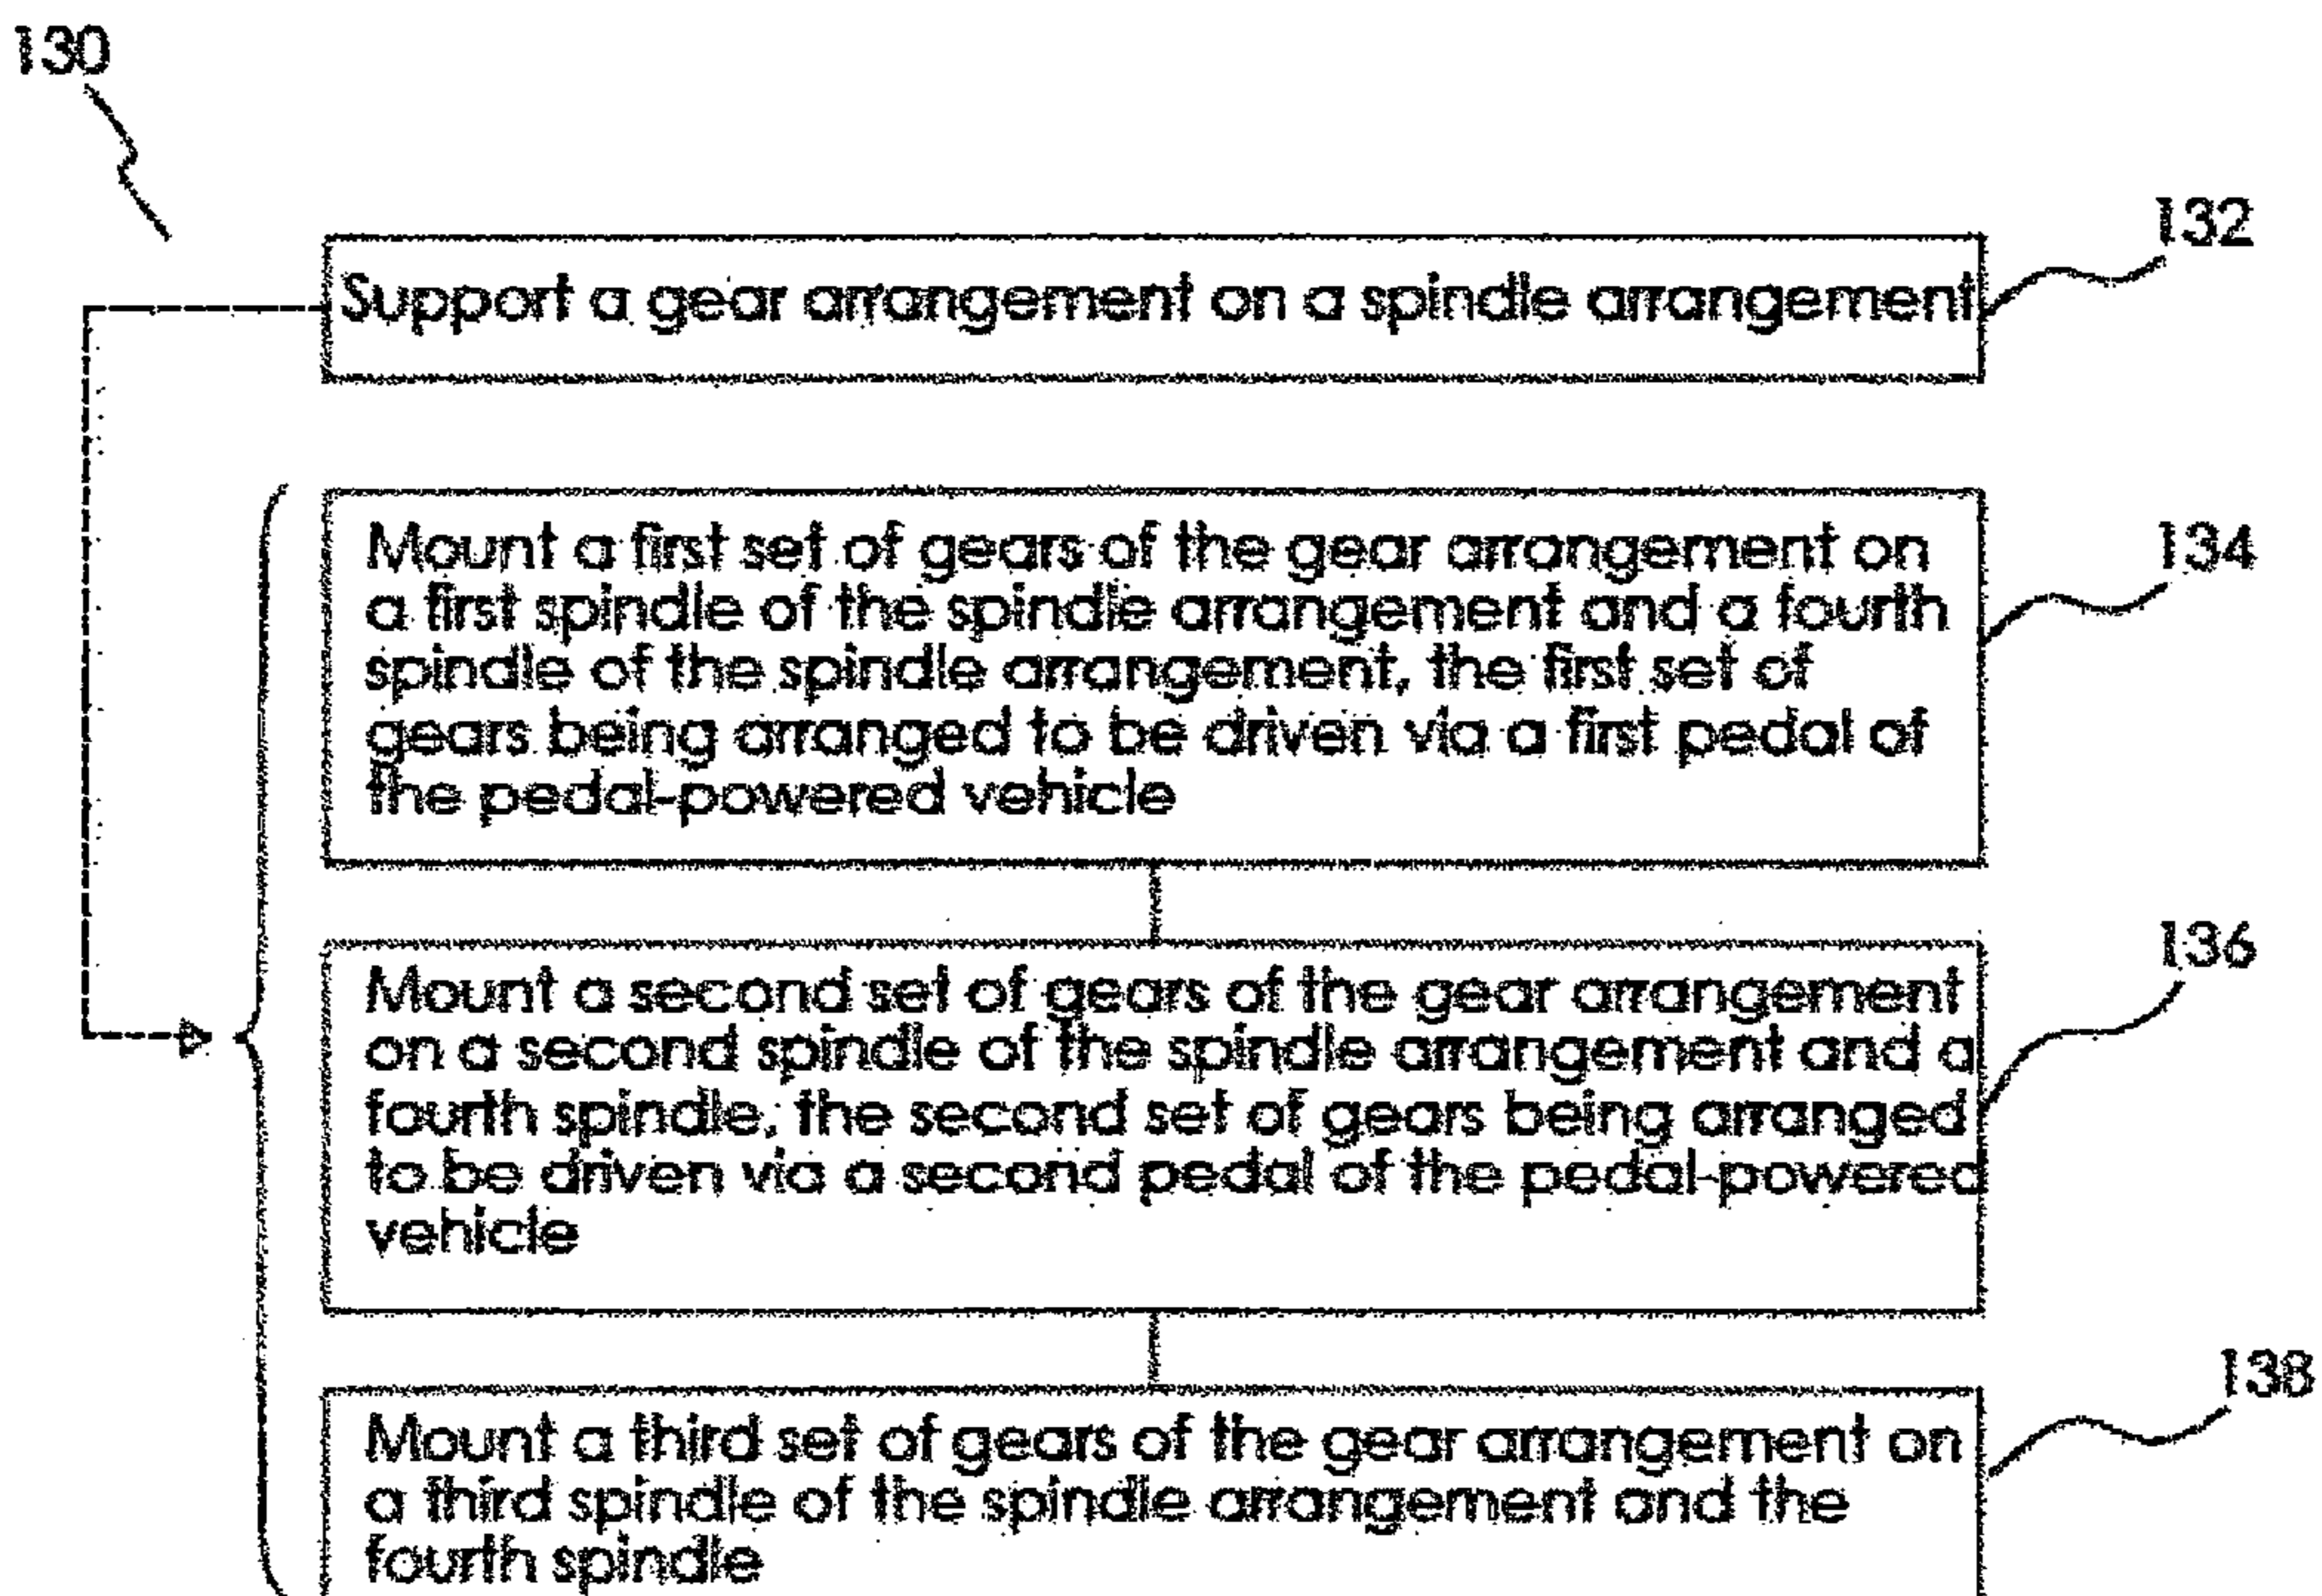 130
132
Support a gear arrangement on a spindle arrangement
134
Mount a first set of gears of the gear arrangement on
a first spindle of the spindle arrangement and a fourth
spindle of the spindle arrangement, the first set of
gears being arranged to be driven via a first pedal of
the pedal-powered vehicle
136
Mount a second set of gears of the gear arrangement
on a second spindle of the spindle arrangement and a
fourth spindle, the second set of gears being arranged
to be driven via a second pedal of the pedal-powered
vehicle
138
Mount a third set of gears of the gear arrangement on
a third spindle of the spindle arrangement and the
fourth spindle